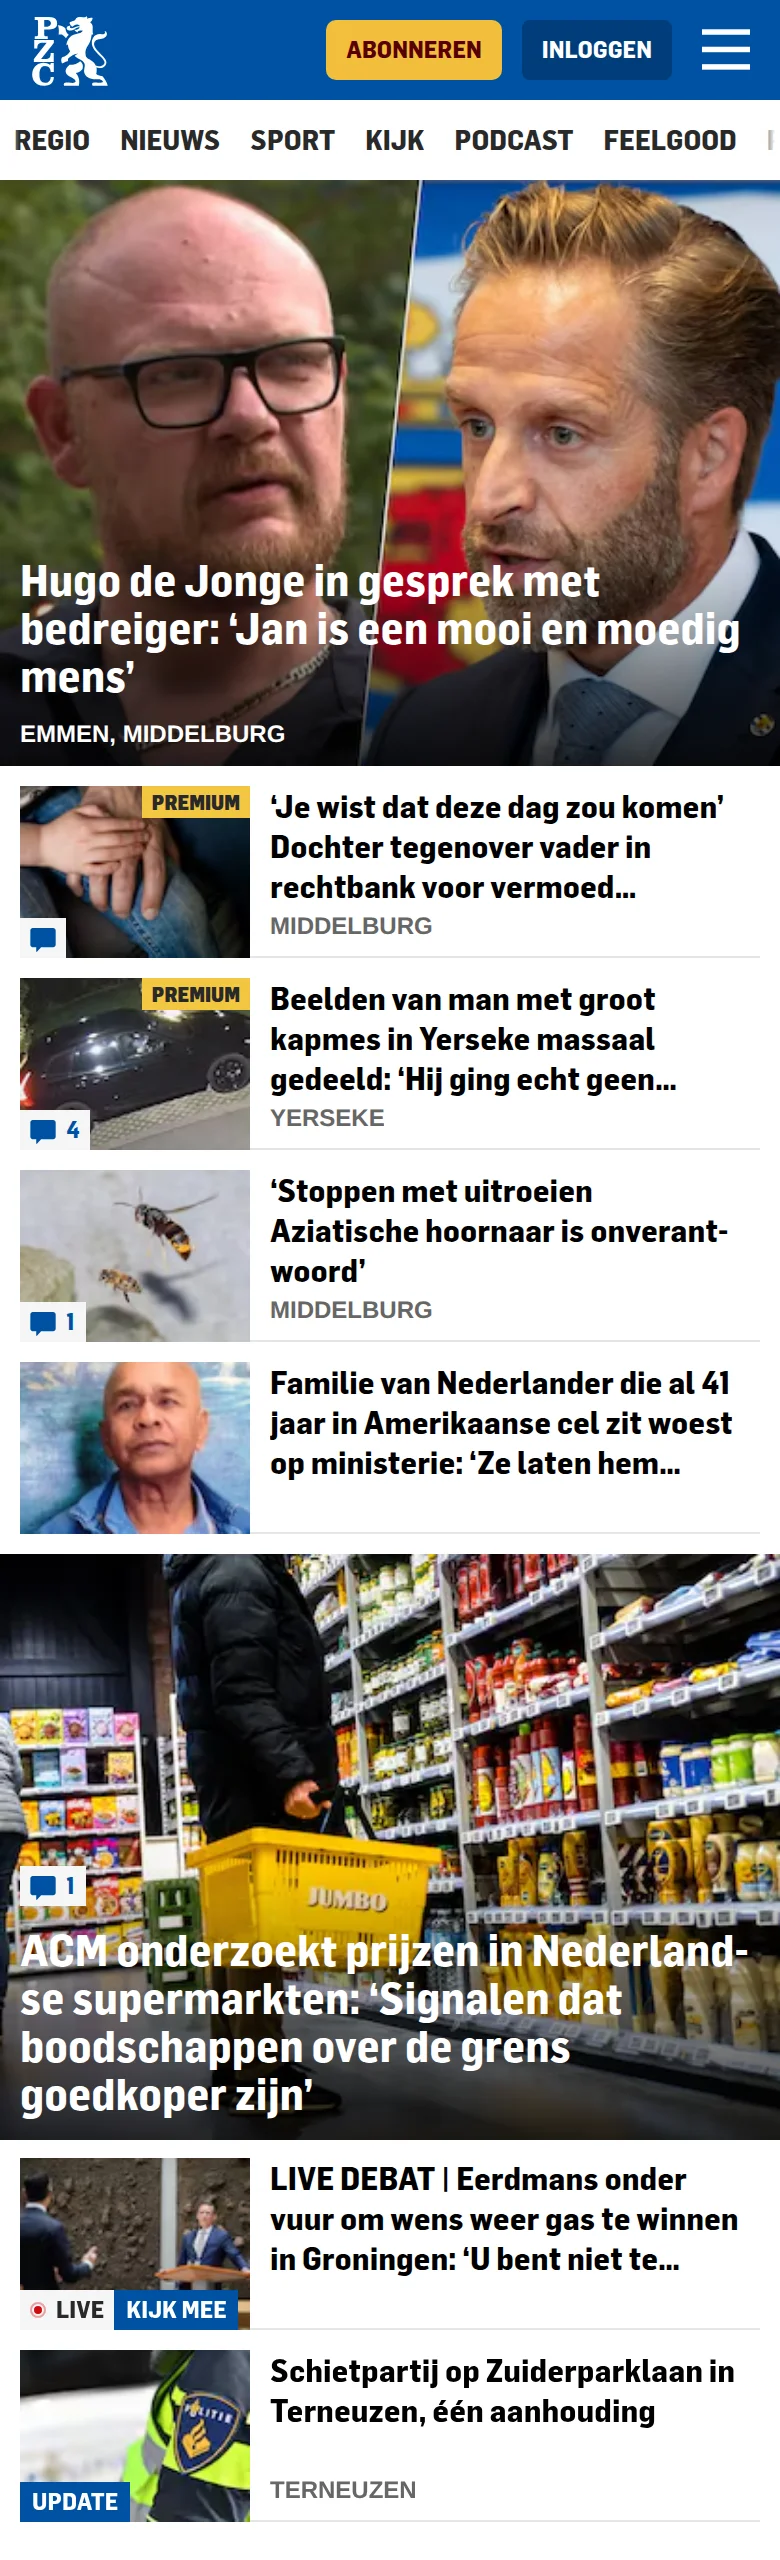 PZC
ABONNEREN
INLOGGEN
REGIO NIEUWS SPORT KIJK PODCAST FEELGOOD
Hugo de Jonge in gesprek met
bedreiger: ‘Jan is een mooi en moedig
mens’
EMMEN, MIDDELBURG
PREMIUM
‘Je wist dat deze dag zou komen’
Dochter tegenover vader in
rechtbank voor vermoed...
MIDDELBURG
PREMIUM
4
Beelden van man met groot
kapmes in Yerseke massaal
gedeeld: ‘Hij ging echt geen...
YERSEKE
1
‘Stoppen met uitroeien
Aziatische hoornaar is onverant-
woord’
MIDDELBURG
Familie van Nederlander die al 41
jaar in Amerikaanse cel zit woest
op ministerie: ‘Ze laten hem...
JUMBO
1
ACM onderzoekt prijzen in Nederland-
se supermarkten: ‘Signalen dat
boodschappen over de grens
goedkoper zijn’
LIVE KIJK MEE
LIVE DEBAT | Eerdmans onder
vuur om wens weer gas te winnen
in Groningen: ‘U bent niet te...
POLITIE
UPDATE
Schietpartij op Zuiderparklaan in
Terneuzen, één aanhouding
TERNEUZEN